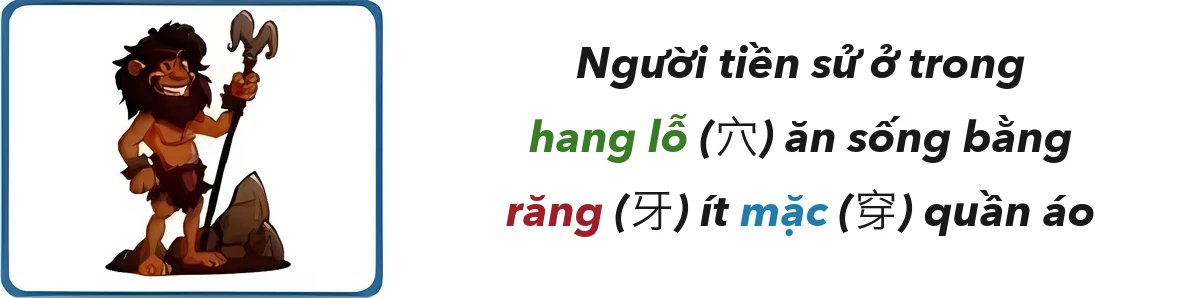 Người tiền sử ở trong
hang lỗ (穴) ăn sống bằng
răng (牙) ít mặc (穿) quần áo